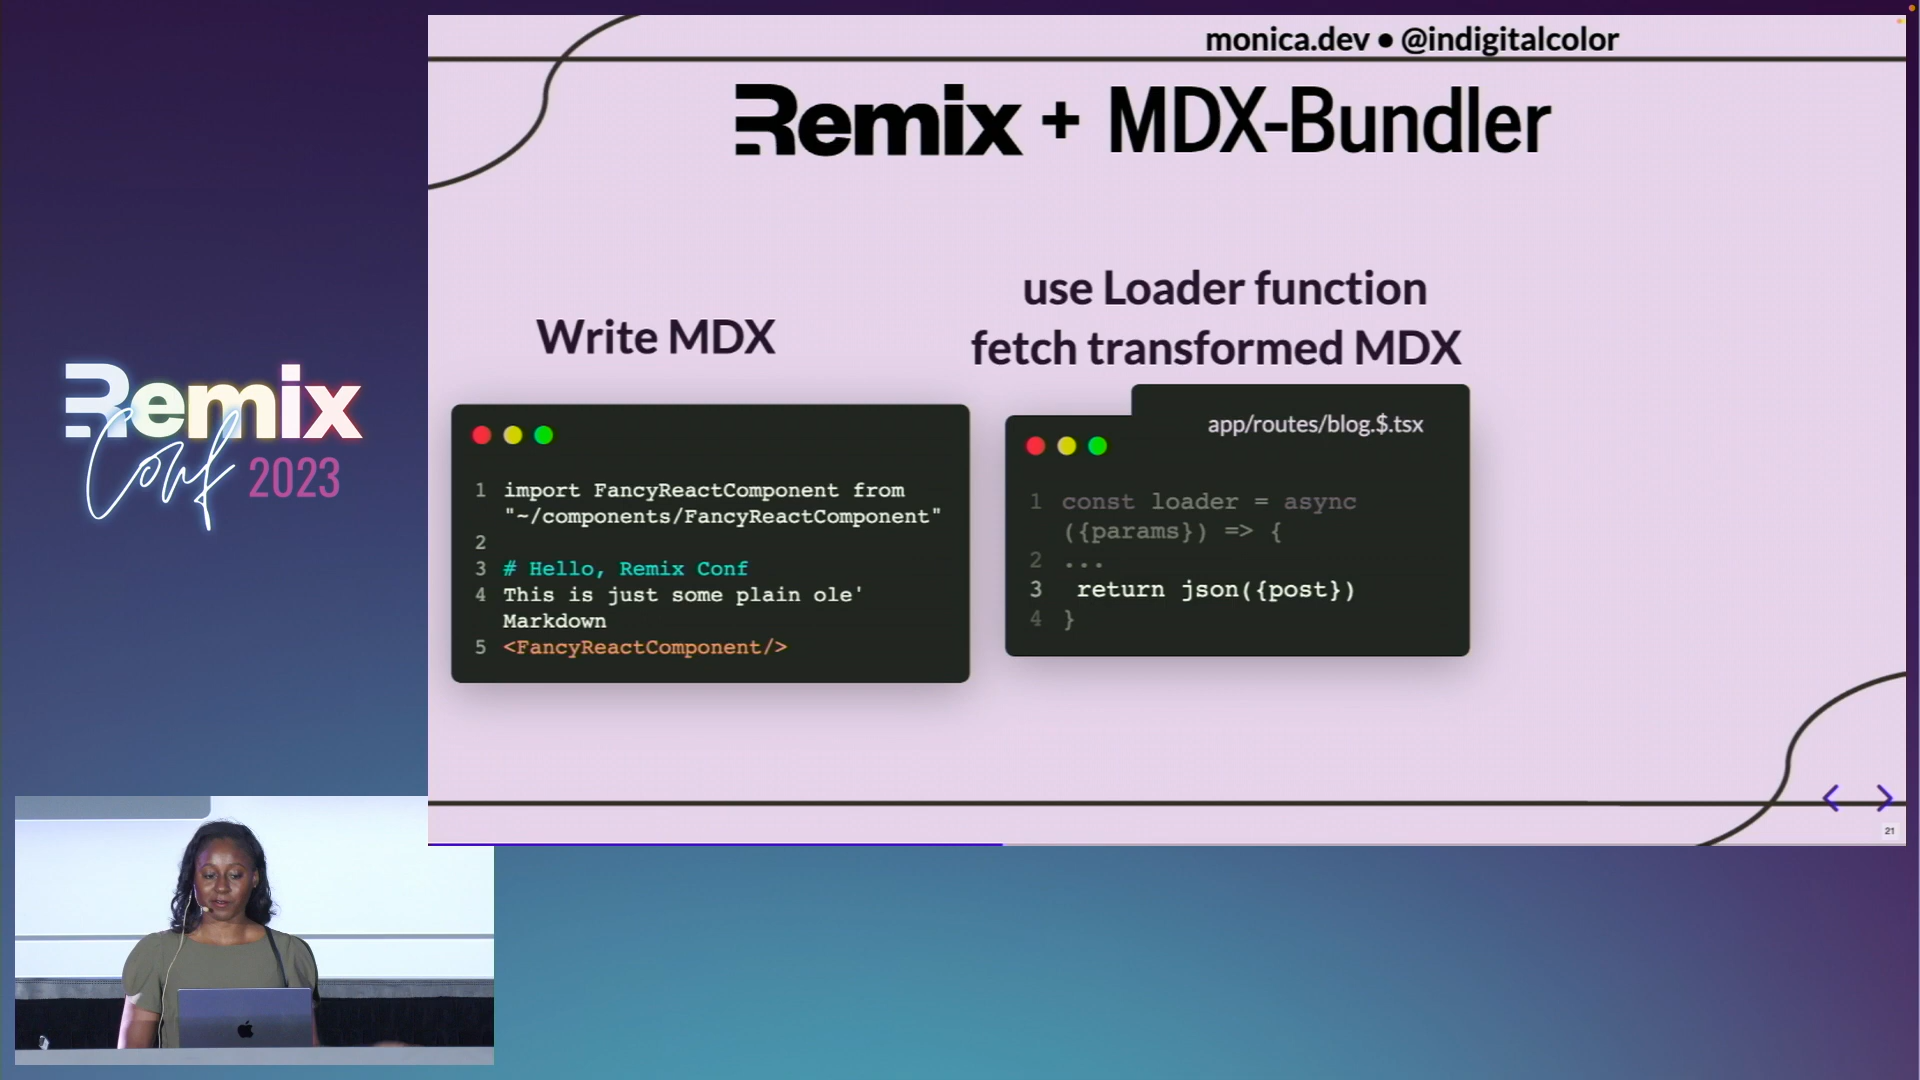 monica.dev ● @indigitalcolor
Remix + MDX-Bundler
Write MDX
1 import FancyReactComponent from
"~/components/FancyReactComponent"
2
3 # Hello, Remix Conf
4 This is just some plain ole'
Markdown
5 <FancyReactComponent/>
use Loader function
fetch transformed MDX
app/routes/blog.$.tsx
1 const loader = async
({params}) => {
2 ...
3 return json({post})
4 }
21
Remix
Conf 2023